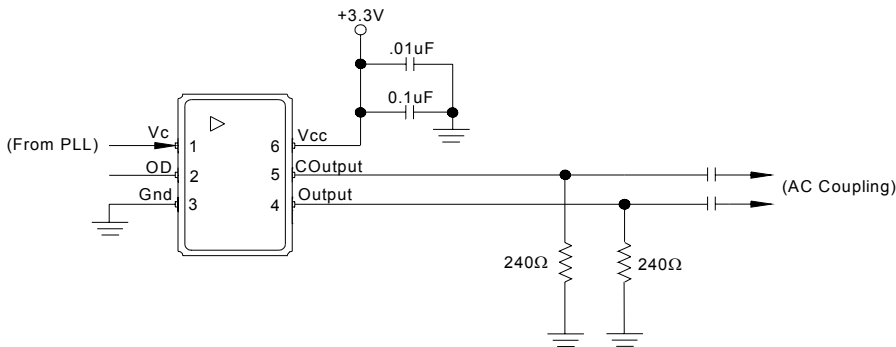 +3.3V
.01uF
0.1uF
(From PLL)
Vc
1
6
Vcc
OD
2
5
COutput
(AC Coupling)
Gnd
3
4
Output
240Ω
240Ω